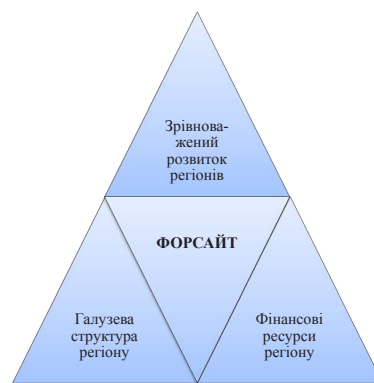 Зрівнова-
жений
розвиток
регіонів
ФОРСАЙТ
Галузева
структура
регіону
Фінансові
ресурси
регіону